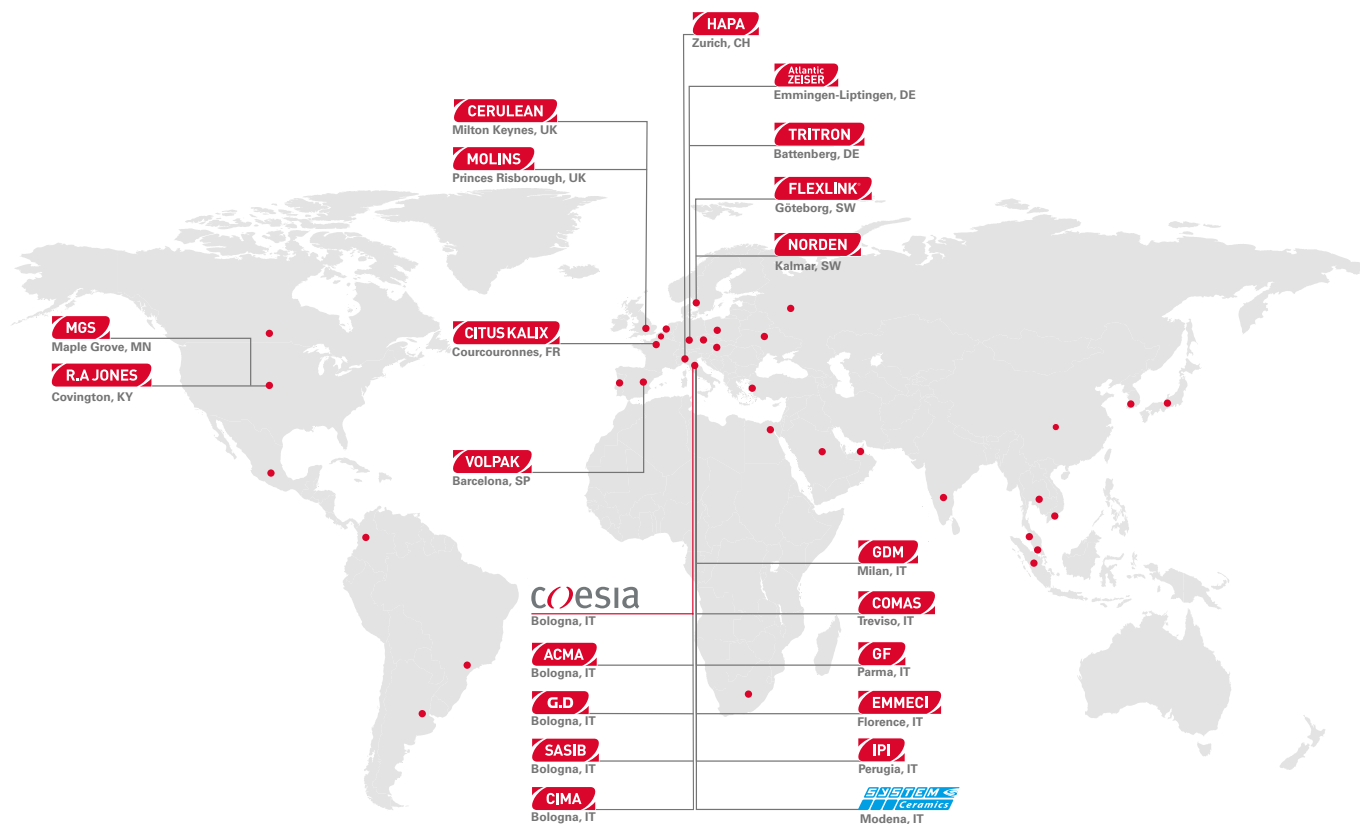 HAPA
Zurich, CH
Atlantic
ZEISER
Emmingen-Liptingen, DE
CERULEAN
Milton Keynes, UK
TRITRON
Battenberg, DE
MOLINS
Princes Risborough, UK
FLEXLINK®
Göteborg, SW
NORDEN
Kalmar, SW
MGS
Maple Grove, MN
CITUS KALIX
Courcouronnes, FR
R.A JONES
Covington, KY
VOLPAK
Barcelona, SP
GDM
Milan, IT
coesia
Bologna, IT
COMAS
Treviso, IT
ACMA
Bologna, IT
GF
Parma, IT
G.D
Bologna, IT
EMMECI
Florence, IT
SASIB
Bologna, IT
IPI
Perugia, IT
CIMA
Bologna, IT
SYSTEM
Ceramics
Modena, IT